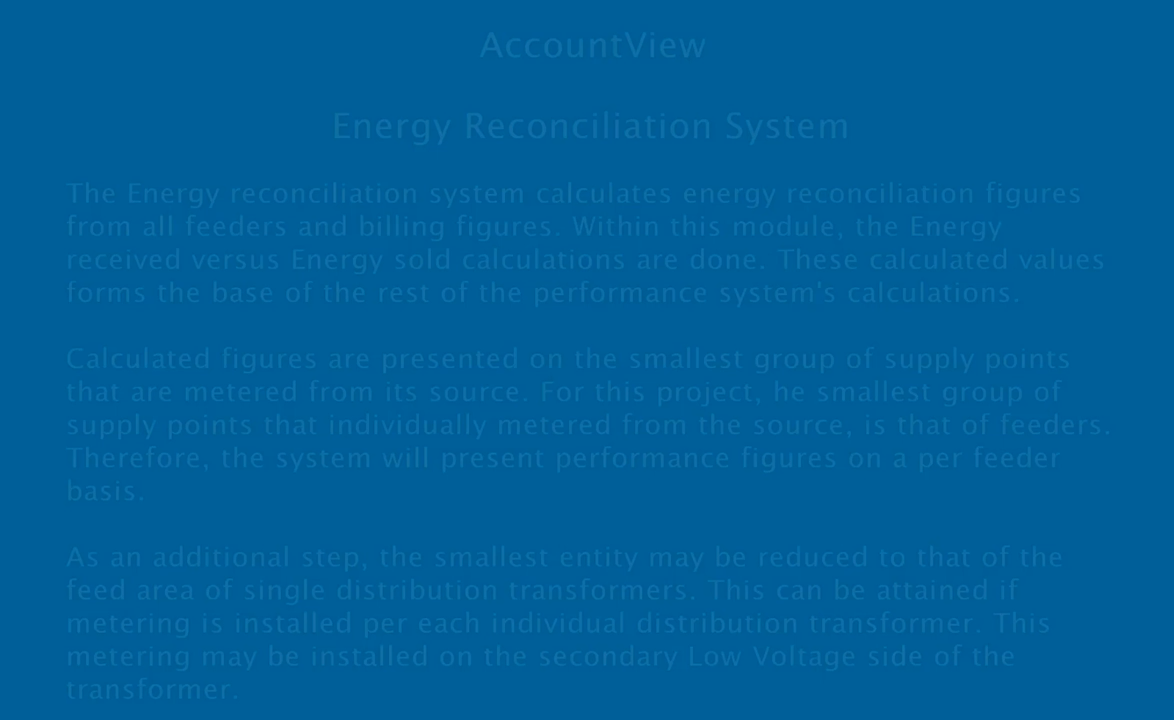 AccountView
Energy Reconciliation System
The Energy reconciliation system calculates energy reconciliation figures
from all feeders and billing figures. Within this module, the Energy
received versus Energy sold calculations are done. These calculated values
forms the base of the rest of the performance system's calculations.
Calculated figures are presented on the smallest group of supply points
that are metered from its source. For this project, he smallest group of
supply points that individually metered from the source, is that of feeders.
Therefore, the system will present performance figures on a per feeder
basis.
As an additional step, the smallest entity may be reduced to that of the
feed area of single distribution transformers. This can be attained if
metering is installed per each individual distribution transformer. This
metering may be installed on the secondary Low Voltage side of the
transformer.